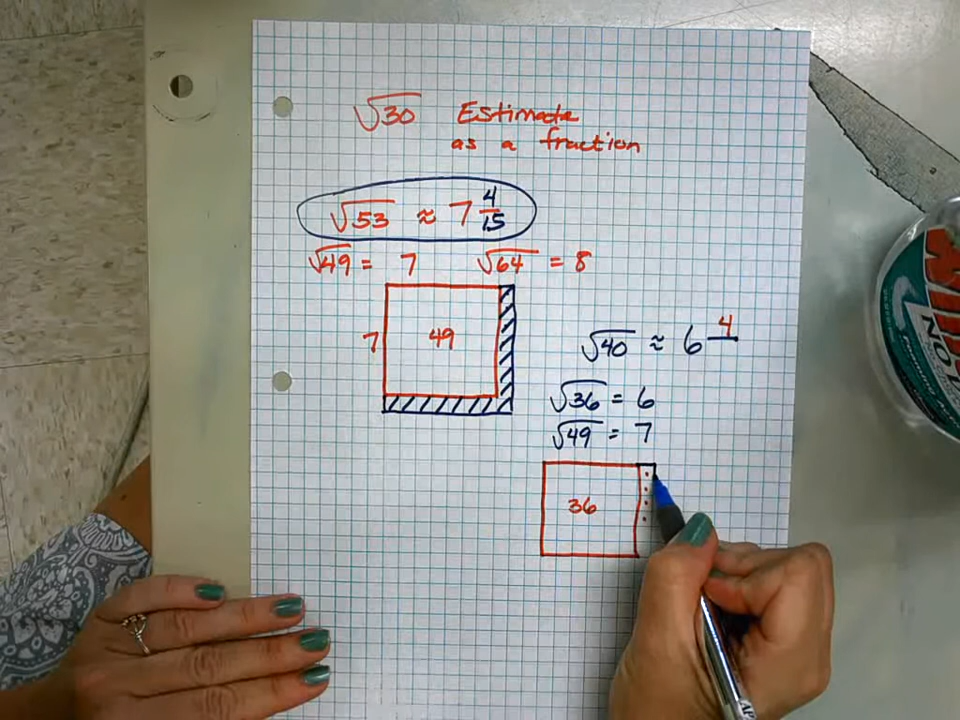 √30 Estimate
as a fraction
√53 ≈ 7 4/15
√49 = 7 √64 = 8
7 49
√40 ≈ 6 4/
√36 = 6
√49 = 7
36
NOV